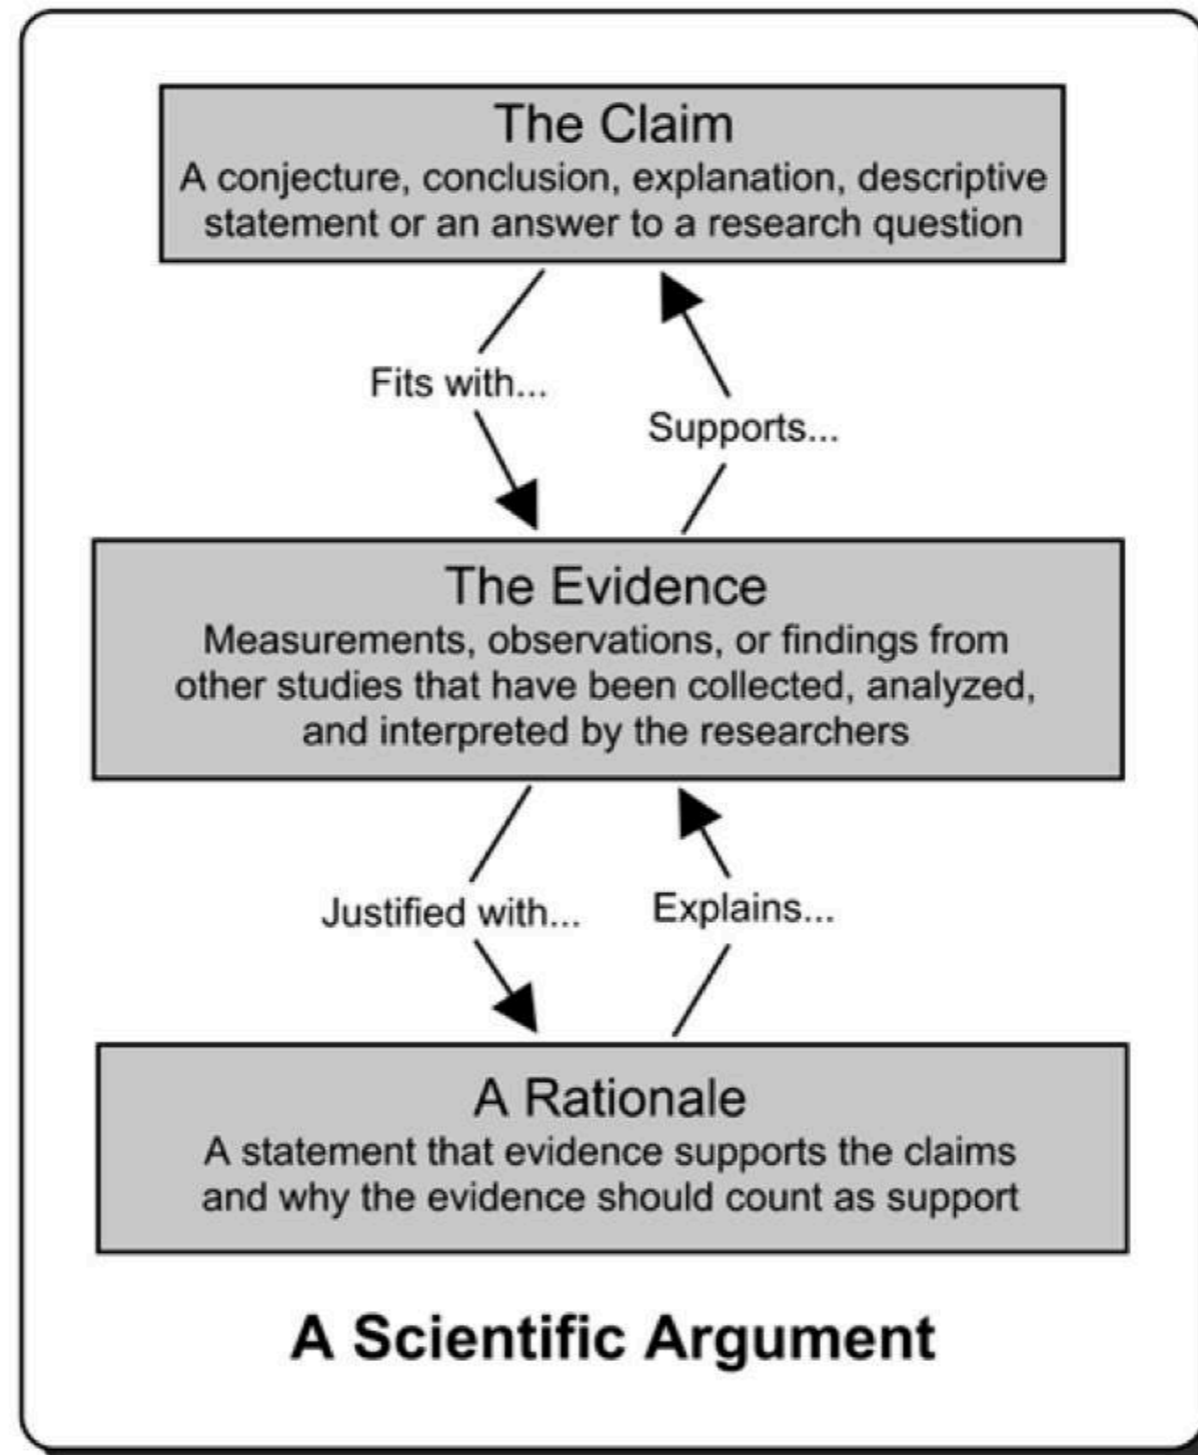 The Claim
A conjecture, conclusion, explanation, descriptive
statement or an answer to a research question
Fits with...
Supports...
The Evidence
Measurements, observations, or findings from
other studies that have been collected, analyzed,
and interpreted by the researchers
Justified with...
Explains...
A Rationale
A statement that evidence supports the claims
and why the evidence should count as support
A Scientific Argument